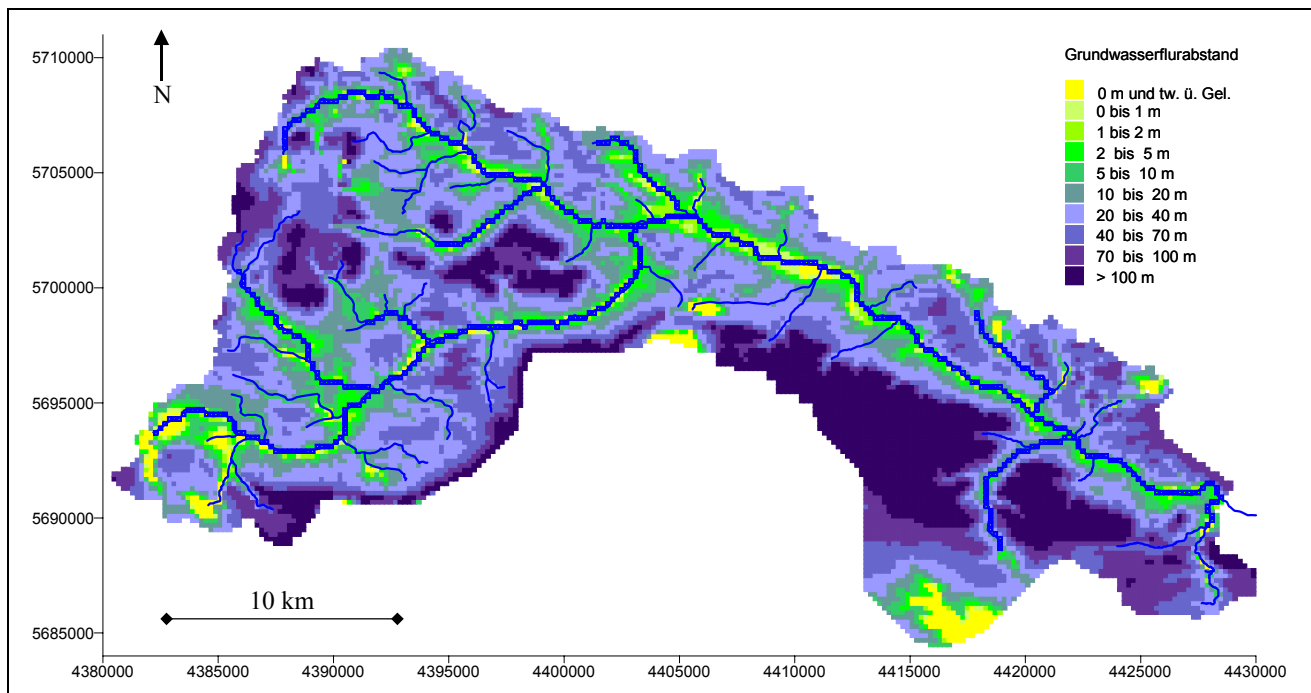 5710000
5705000
5700000
5695000
5690000
5685000
N
Grundwasserflurabstand
0 m und tw. ü. Gel.
0 bis 1 m
1 bis 2 m
2 bis 5 m
5 bis 10 m
10 bis 20 m
20 bis 40 m
40 bis 70 m
70 bis 100 m
> 100 m
10 km
4380000 4385000 4390000 4395000 4400000 4405000 4410000 4415000 4420000 4425000 4430000